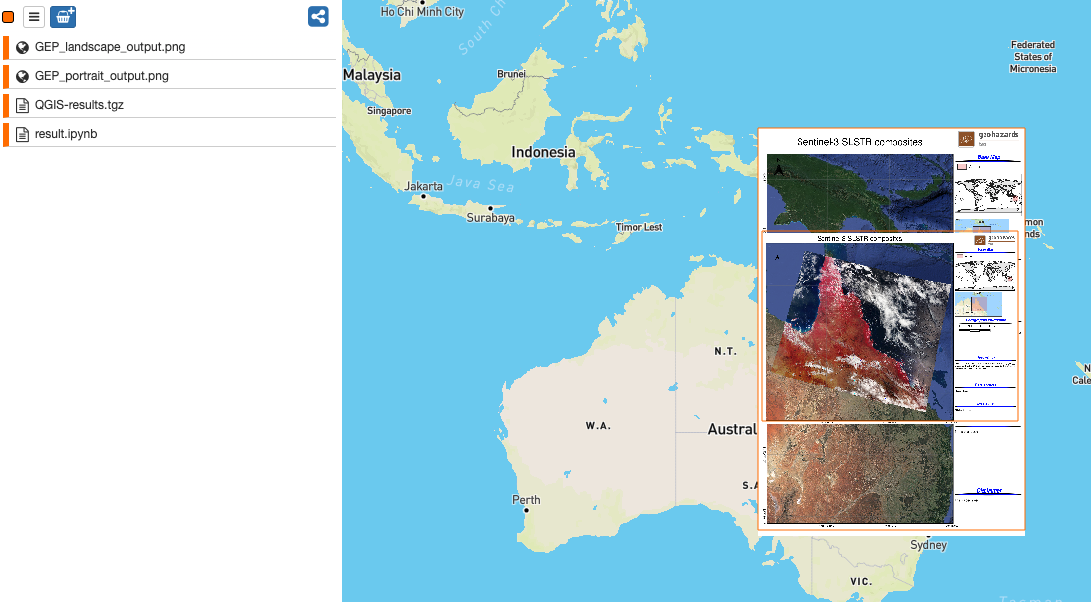 GEP_landscape_output.png
GEP_portrait_output.png
QGIS-results.tgz
result.ipynb
Ho Chi Minh City
South Ch
Federated
States of
Micronesia
Malaysia
Brunei
Singapore
Indonesia
Jakarta
Java Sea
Surabaya
Timor Lest
Sentinel-3 SLSTR composites
geohazards
Base Map
mon
nds
Sentinel-3 SLSTR composites
N.T.
N
Cale
W.A.
Austral
S.A
Perth
Disclaimer
Sydney
VIC.
Tasman